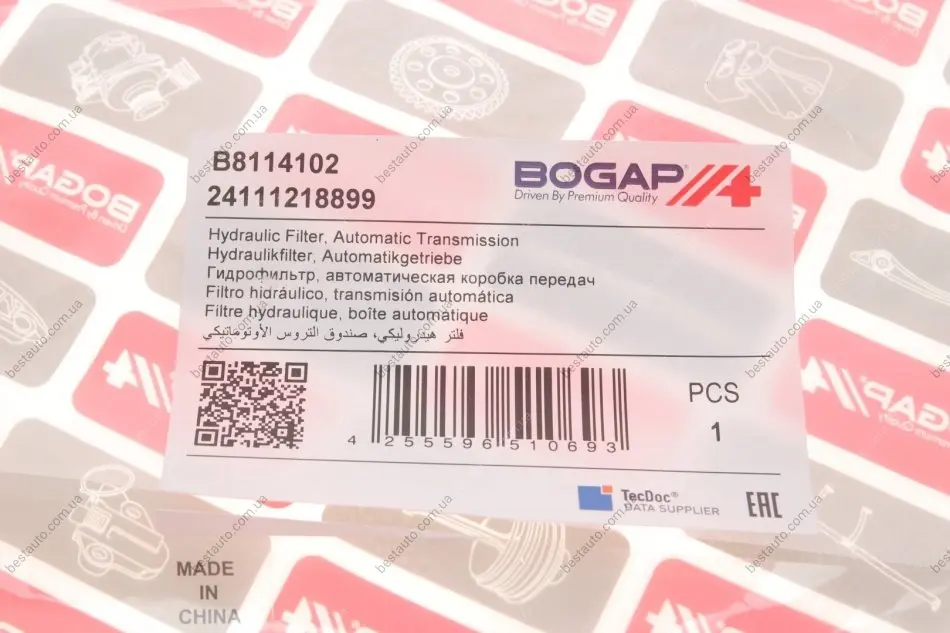 B8114102
24111218899
BOGAP
Driven By Premium Quality
Hydraulic Filter, Automatic Transmission
Hydraulikfilter, Automatikgetriebe
Гидрофильтр, автоматическая коробка передач
Filtro hidráulico, transmisión automática
Filtre hydraulique, boîte automatique
فلتر هيدروليكي، صندوق التروس الأوتوماتيكي
PCS
1
4 255596 510693
TecDoc®
DATA SUPPLIER
EAC
MADE
IN
CHINA
bestauto.com.ua